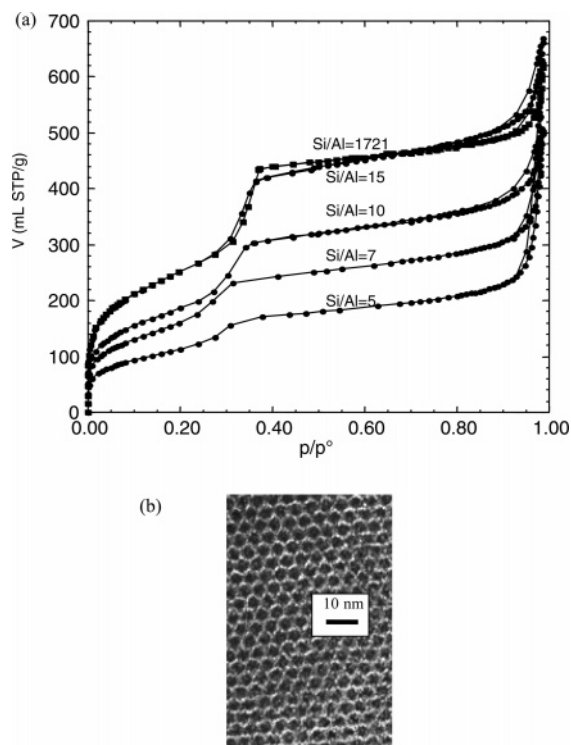 (a)
700
600
500
400
300
200
100
0
V (mL STP/g)
Si/Al=1721
Si/Al=15
Si/Al=10
Si/Al=7
Si/Al=5
0.00 0.20 0.40 0.60 0.80 1.00
p/p°
(b)
10 nm